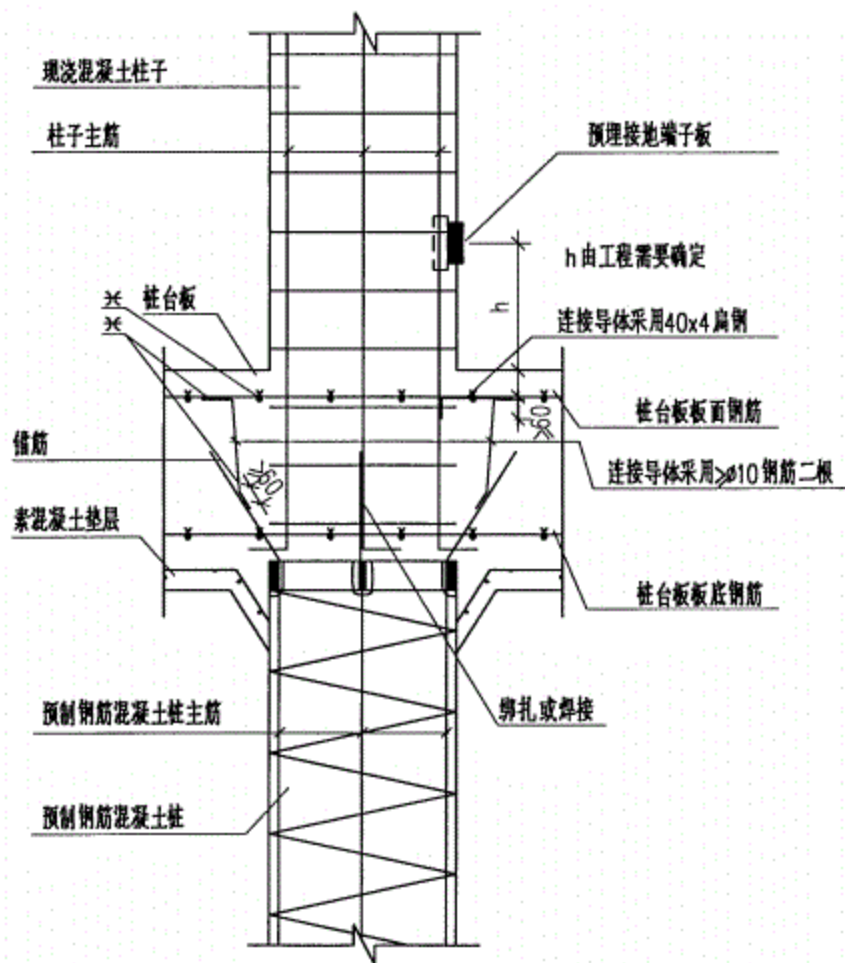 现浇混凝土柱子
柱子主筋
预埋接地端子板
h由工程需要确定
h
桩台板
连接导体采用40x4扁钢
桩台板板面钢筋
≥60
锚筋
≥60
连接导体采用≥ø10钢筋二根
素混凝土垫层
桩台板板底钢筋
预制钢筋混凝土桩主筋
绑扎或焊接
预制钢筋混凝土桩